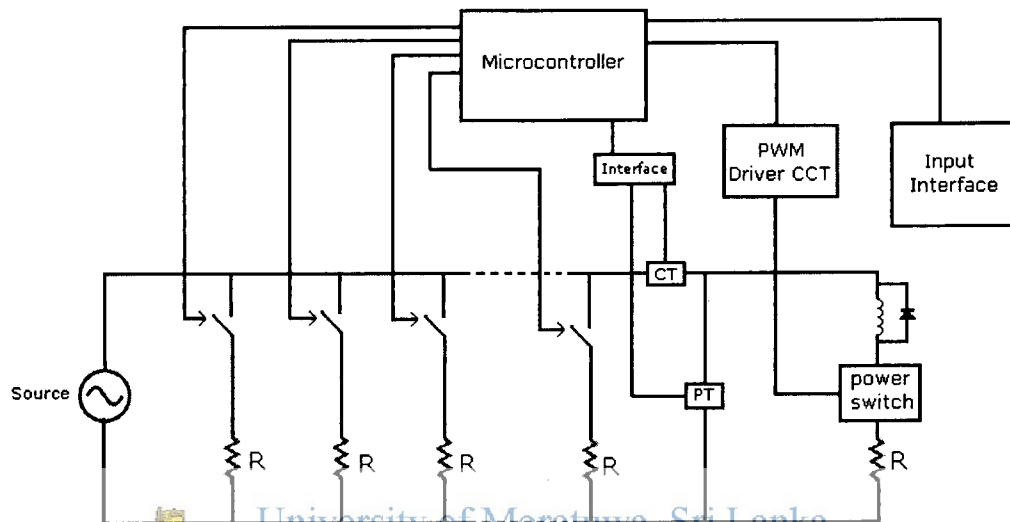 Microcontroller
Interface
PWM
Driver CCT
Input
Interface
CT
Source
PT
power
switch
R
R
R
R
R
University of Moratuwa, Sri Lanka